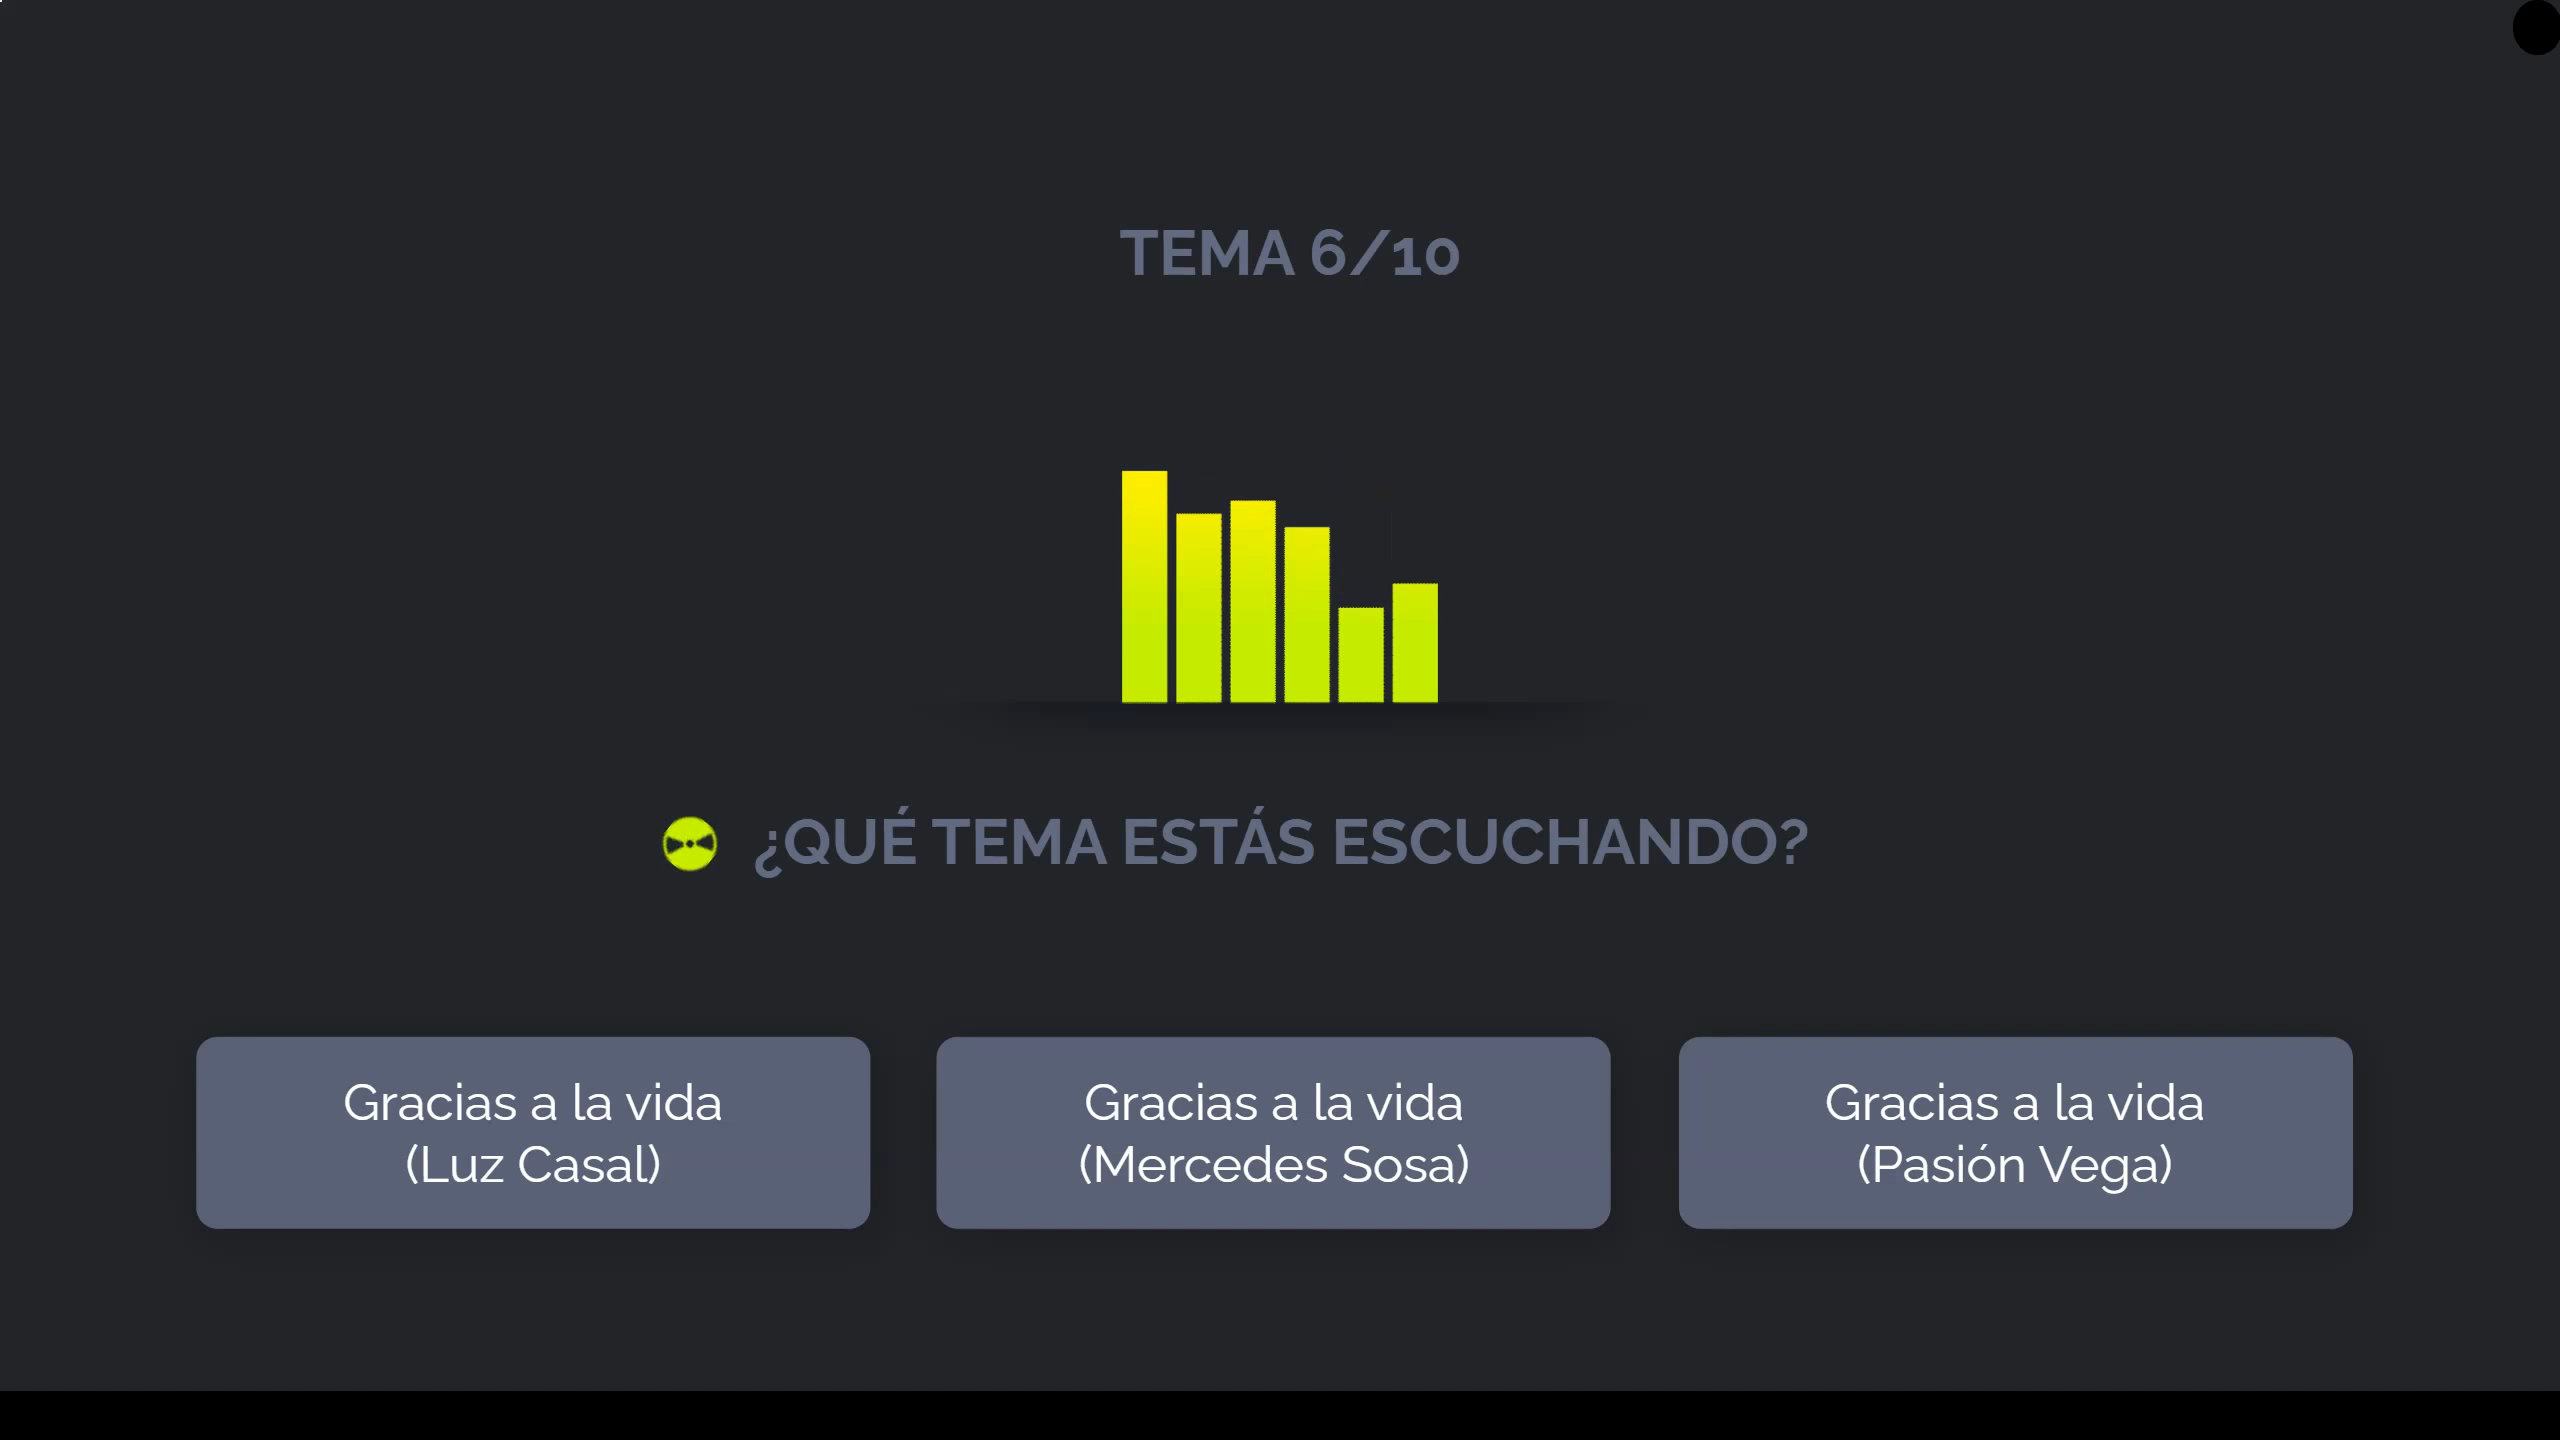 TEMA 6/10
¿QUÉ TEMA ESTÁS ESCUCHANDO?
Gracias a la vida
(Luz Casal)
Gracias a la vida
(Mercedes Sosa)
Gracias a la vida
(Pasión Vega)